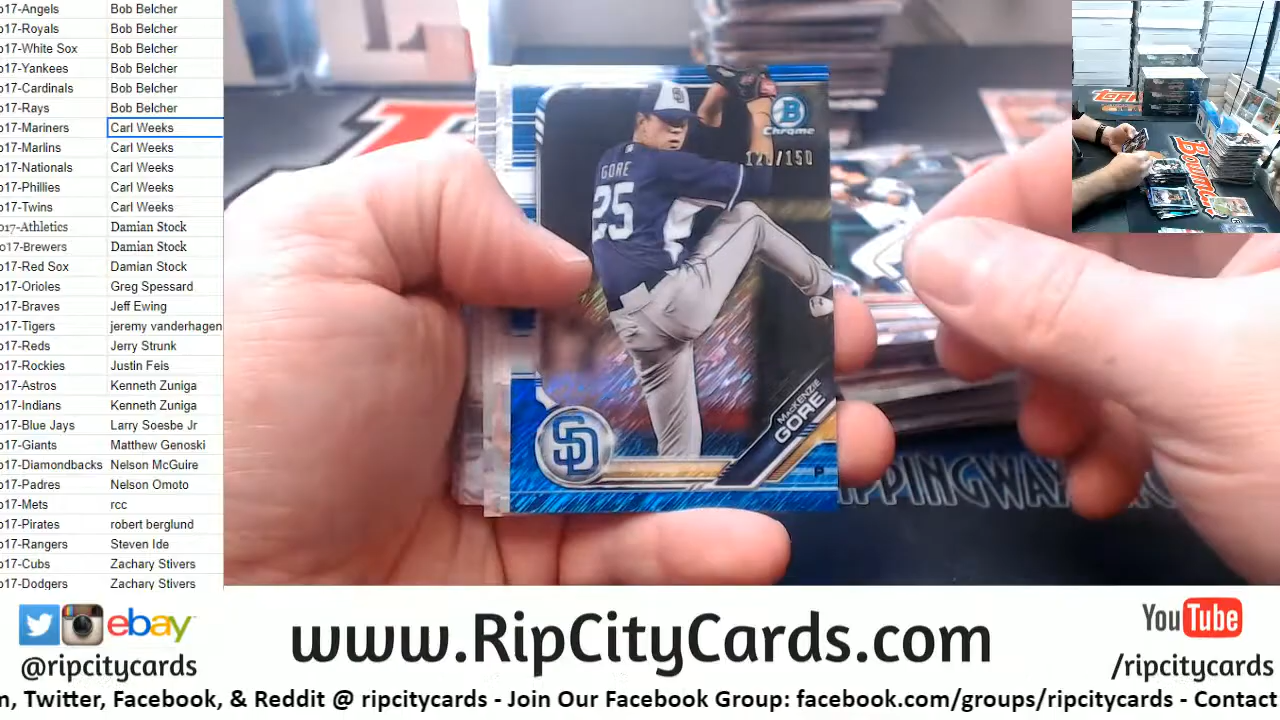 o17-Angels Bob Belcher
o17-Royals Bob Belcher
o17-White Sox Bob Belcher
o17-Yankees Bob Belcher
o17-Cardinals Bob Belcher
o17-Rays Bob Belcher
o17-Mariners Carl Weeks
o17-Marlins Carl Weeks
o17-Nationals Carl Weeks
o17-Phillies Carl Weeks
o17-Twins Carl Weeks
o17-Athletics Damian Stock
o17-Brewers Damian Stock
o17-Red Sox Damian Stock
o17-Orioles Greg Spessard
o17-Braves Jeff Ewing
o17-Tigers jeremy vanderhagen
o17-Reds Jerry Strunk
o17-Rockies Justin Feis
o17-Astros Kenneth Zuniga
o17-Indians Kenneth Zuniga
o17-Blue Jays Larry Soesbe Jr
o17-Giants Matthew Genoski
o17-Diamondbacks Nelson McGuire
o17-Padres Nelson Omoto
o17-Mets rcc
o17-Pirates robert berglund
o17-Rangers Steven Ide
o17-Cubs Zachary Stivers
o17-Dodgers Zachary Stivers
B
Chrome
/150
GORE
25
MACKENZIE
GORE
P
SD
TOPPS
BOWMAN
ebay
@ripcitycards
www.RipCityCards.com
YouTube
/ripcitycards
m, Twitter, Facebook, & Reddit @ ripcitycards - Join Our Facebook Group: facebook.com/groups/ripcitycards - Contact